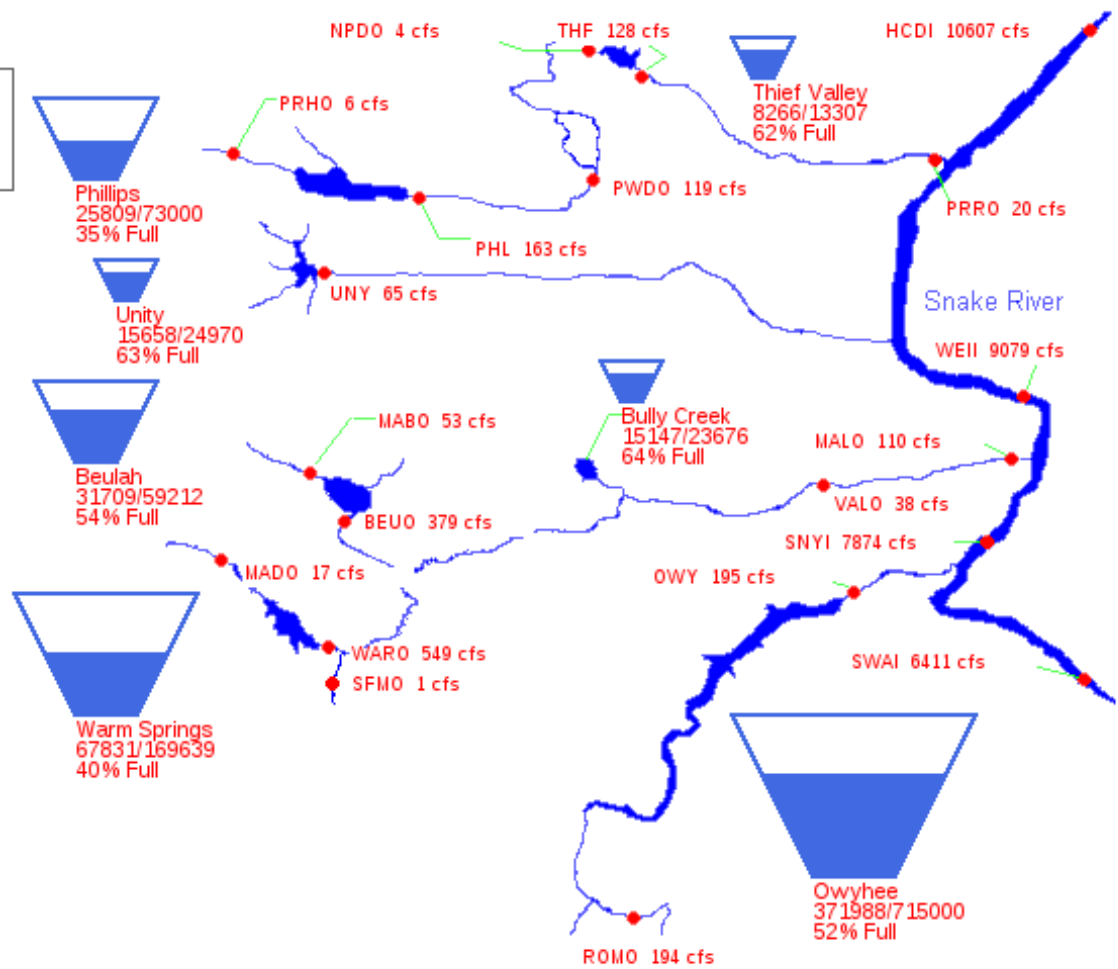 NPDO 4 cfs
THF 128 cfs
HCDI 10607 cfs
Thief Valley
8266/13307
62% Full
PRHO 6 cfs
Phillips
25809/73000
35% Full
PWDO 119 cfs
PRRO 20 cfs
PHL 163 cfs
UNY 65 cfs
Unity
15658/24970
63% Full
Snake River
WEII 9079 cfs
Bully Creek
15147/23676
64% Full
MABO 53 cfs
MALO 110 cfs
Beulah
31709/59212
54% Full
VALO 38 cfs
BEUO 379 cfs
SNYI 7874 cfs
MADO 17 cfs
OWY 195 cfs
WARO 549 cfs
SFMO 1 cfs
SWAI 6411 cfs
Warm Springs
67831/169639
40% Full
Owyhee
371988/715000
52% Full
ROMO 194 cfs